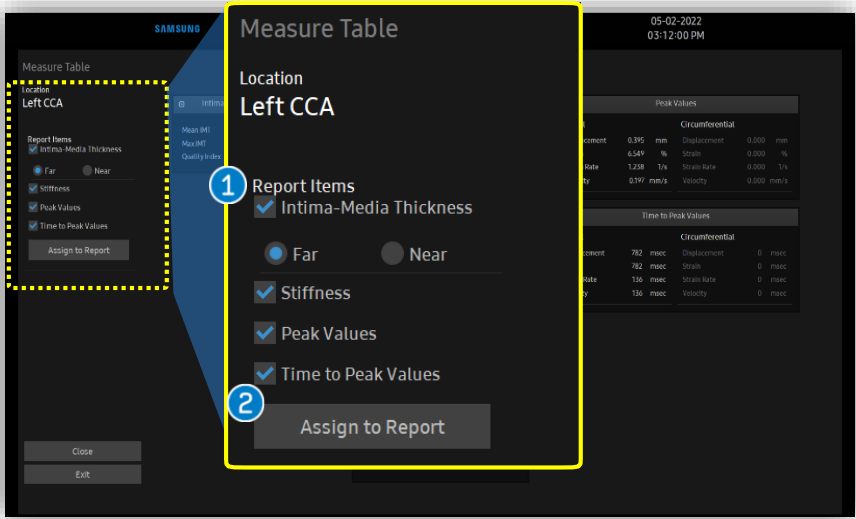 SAMSUNG
05-02-2022
03:12:00 PM
Measure Table
Location
Left CCA
Report Items
Intima-Media Thickness
Far Near
Stiffness
Peak Values
Time to Peak Values
Assign to Report
Close
Exit
Mean IMT
Max IMT
Quality Index
Measure Table
Location
Left CCA
1
Report Items
Intima-Media Thickness
Far Near
Stiffness
Peak Values
Time to Peak Values
2
Assign to Report
Peak Values
Circumferential
0.395 mm Displacement 0.000 mm
6.549 % Strain 0.000 %
Rate 1.238 1/s Strain Rate 0.000 1/s
0.197 mm/s Velocity 0.000 mm/s
Time to Peak Values
Circumferential
782 msec Displacement 0 msec
782 msec Strain 0 msec
Rate 136 msec Strain Rate 0 msec
136 msec Velocity 0 msec